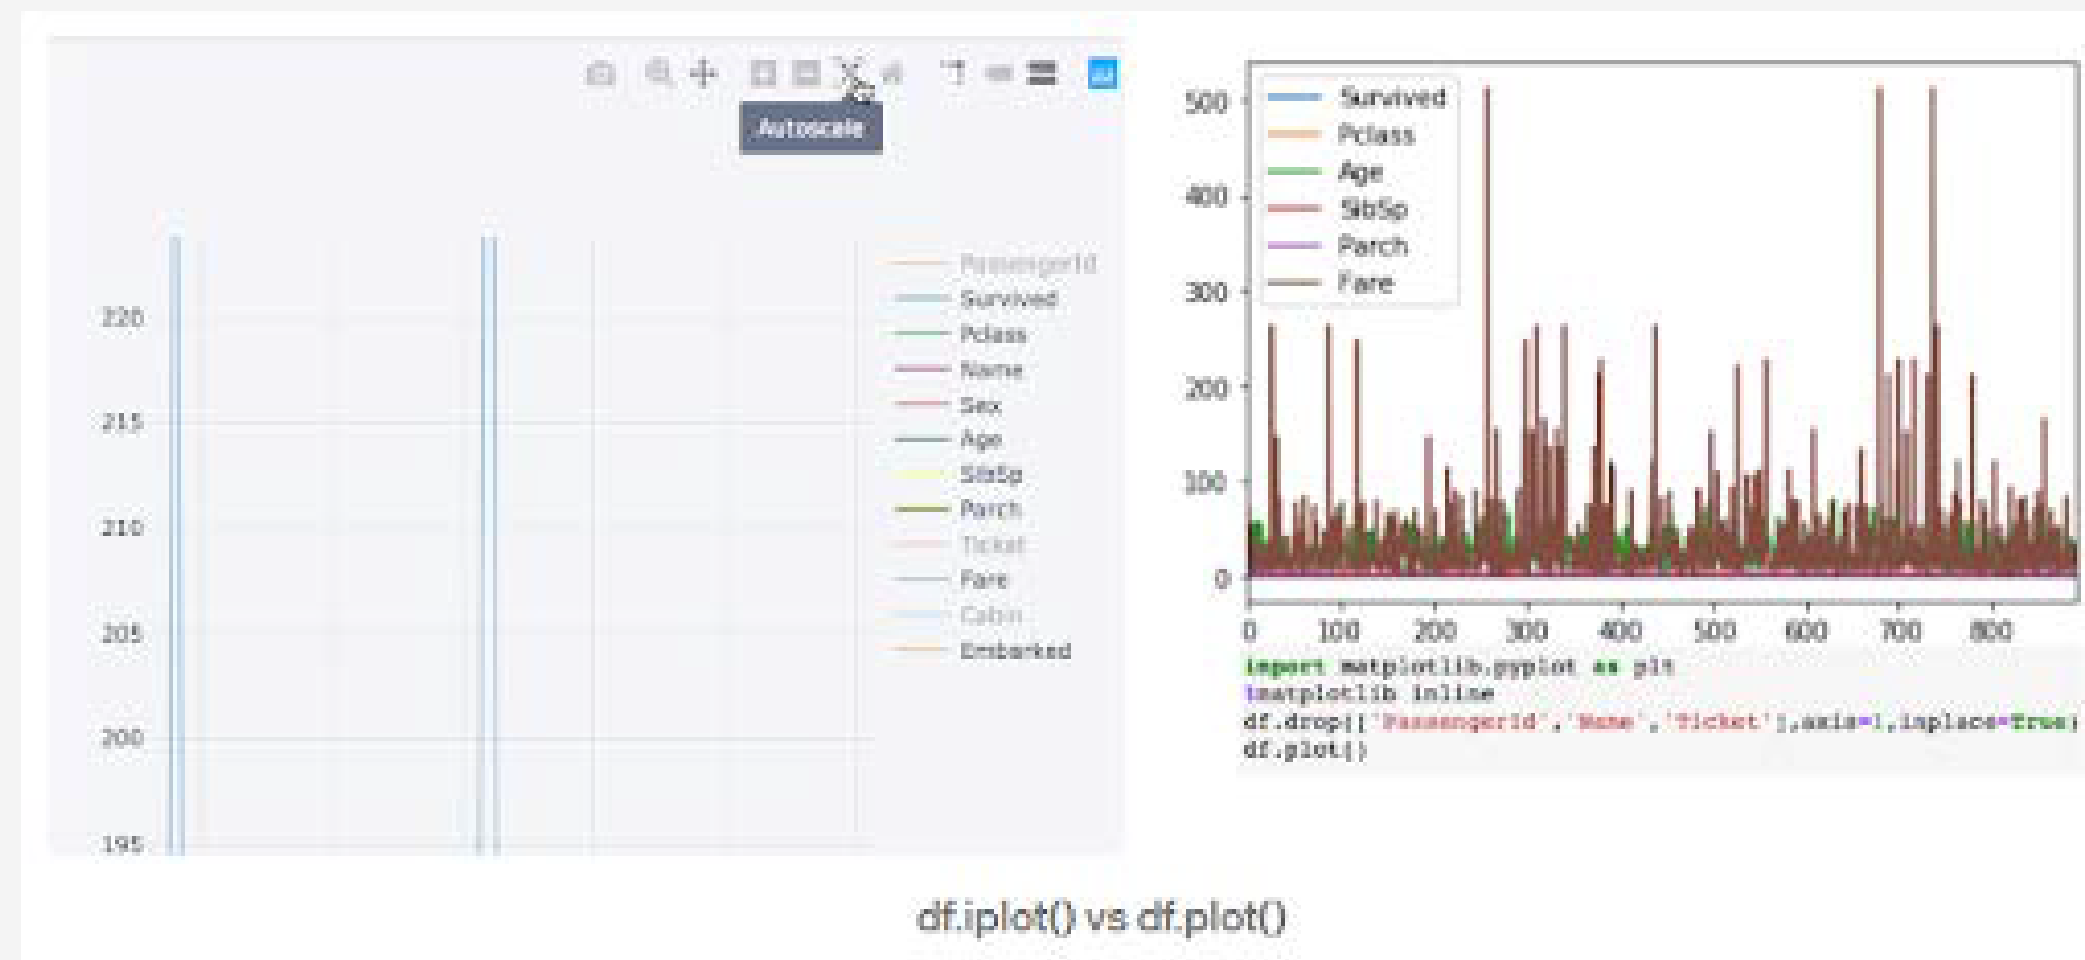 Autoscale
220
215
210
205
200
195
PassengerId
Survived
Pclass
Name
Sex
Age
SibSp
Parch
Ticket
Fare
Cabin
Embarked
500
400
300
200
100
0
Survived
Pclass
Age
SibSp
Parch
Fare
0 100 200 300 400 500 600 700 800
import matplotlib.pyplot as plt
%matplotlib inline
df.drop(['PassengerId','Name','Ticket'],axis=1,inplace=True)
df.plot()
df.iplot() vs df.plot()